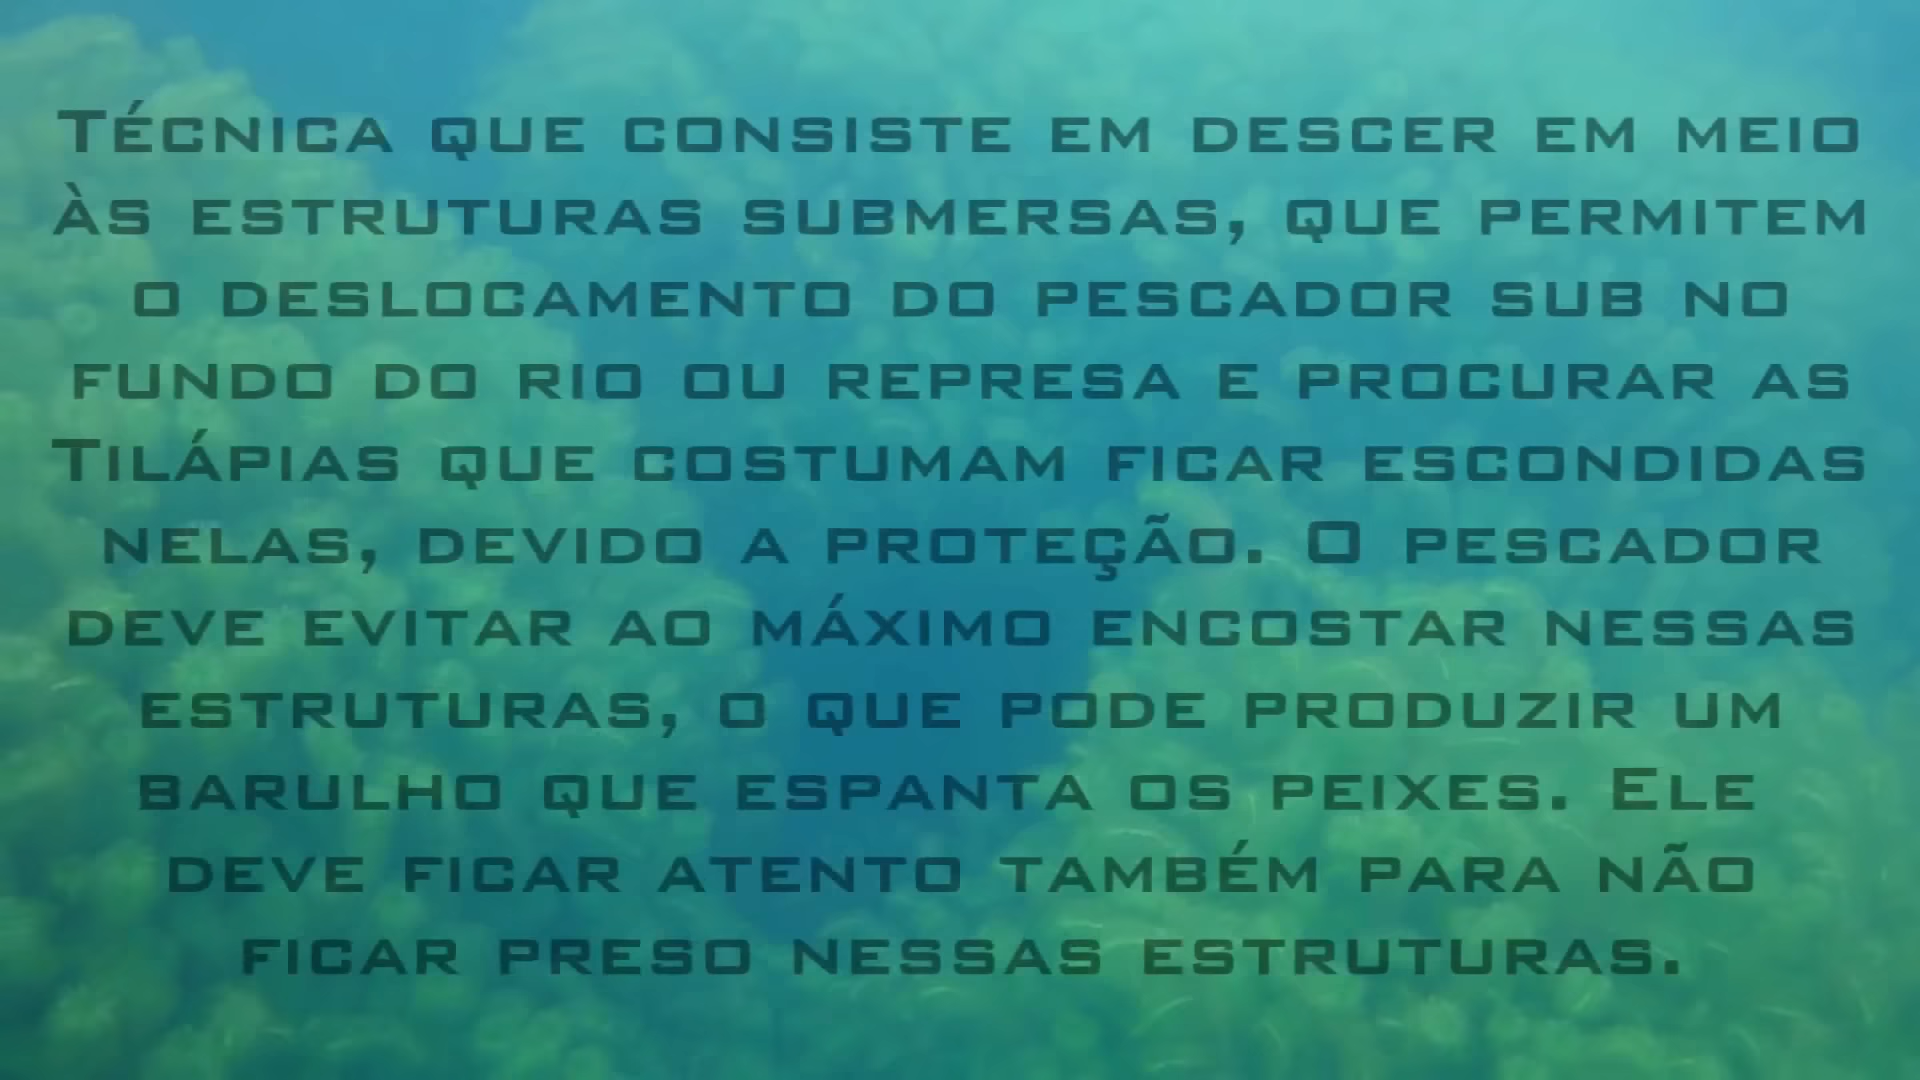 Técnica que consiste em descer em meio
às estruturas submersas, que permitem
o deslocamento do pescador sub no
fundo do rio ou represa e procurar as
Tilápias que costumam ficar escondidas
nelas, devido a proteção. O pescador
deve evitar ao máximo encostar nessas
estruturas, o que pode produzir um
barulho que espanta os peixes. Ele
deve ficar atento também para não
ficar preso nessas estruturas.